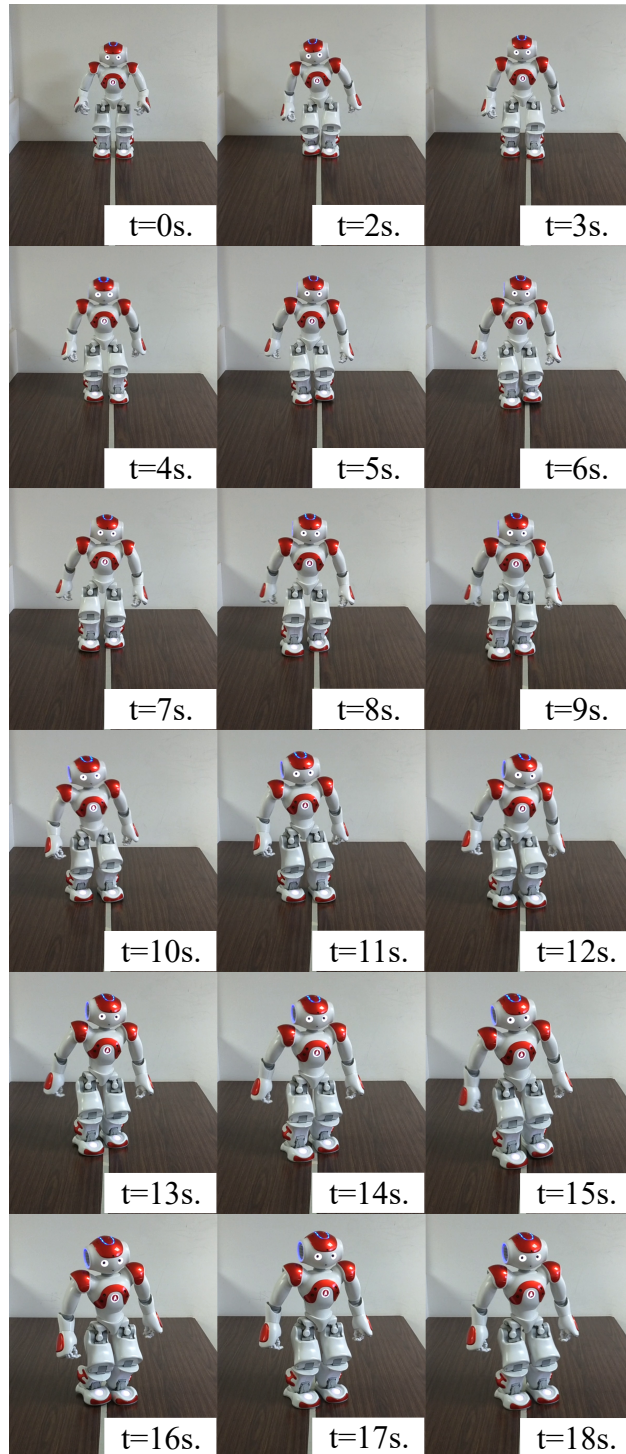 t=0s.
t=2s.
t=3s.
t=4s.
t=5s.
t=6s.
t=7s.
t=8s.
t=9s.
t=10s.
t=11s.
t=12s.
t=13s.
t=14s.
t=15s.
t=16s.
t=17s.
t=18s.